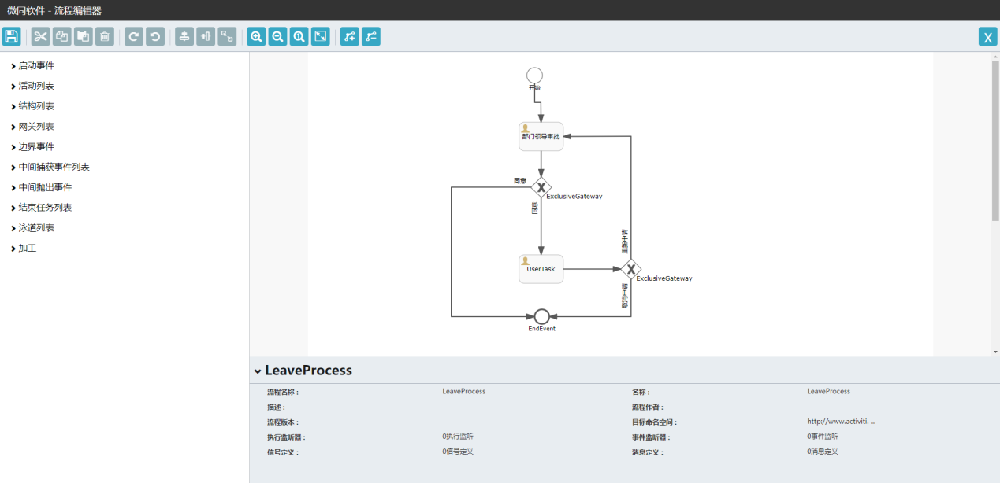 微同软件 - 流程编辑器
X
启动事件
活动列表
结构列表
网关列表
边界事件
中间捕获事件列表
中间抛出事件
结束任务列表
泳道列表
加工
开始
部门领导审批
同意
ExclusiveGateway
同意
重新申请
UserTask
ExclusiveGateway
取消申请
EndEvent
LeaveProcess
流程名称 : LeaveProcess 名称 : LeaveProcess
描述 : 流程作者 :
流程版本 : 目标命名空间 : http://www.activiti. ...
执行监听器 : 0执行监听 事件监听器 : 0事件监听
信号定义 : 0信号定义 消息定义 : 0消息定义